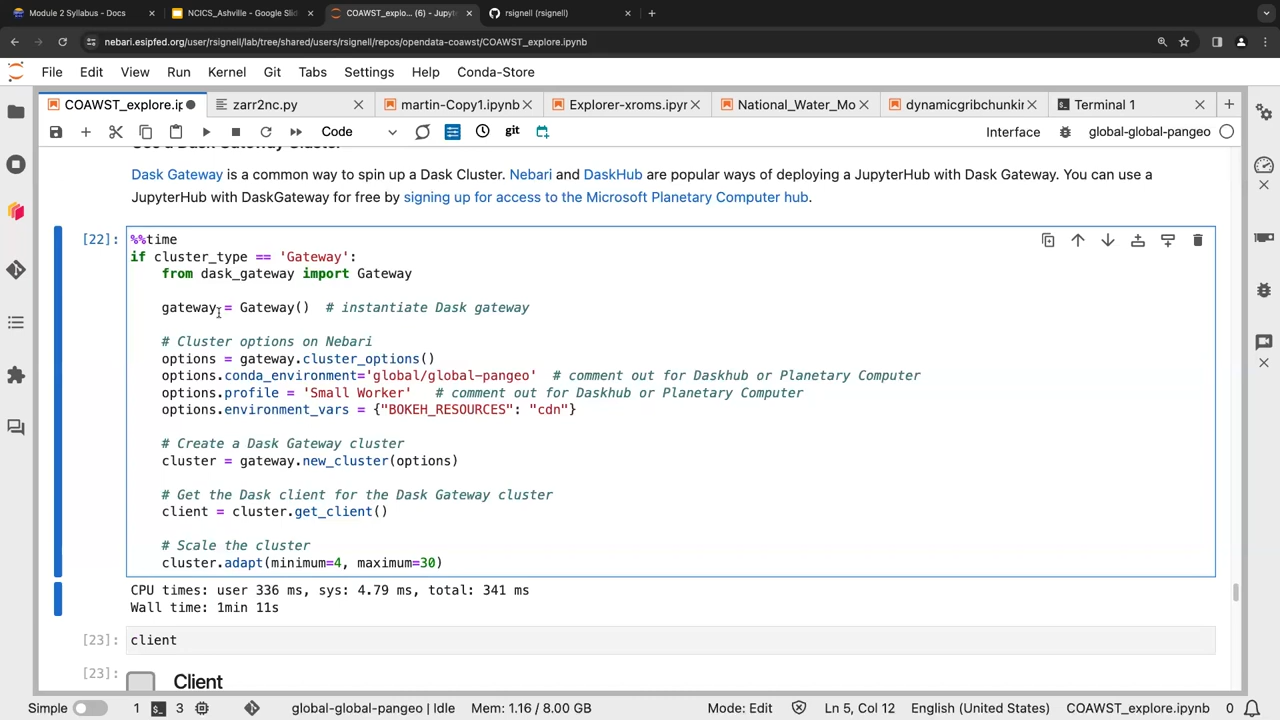 Module 2 Syllabus - Docs
NCICS_Ashville - Google Slid
COAWST_explo... (6) - Jupyte
rsignell (rsignell)
nebari.esipfed.org/user/rsignell/lab/tree/shared/users/rsignell/repos/opendata-coawst/COAWST_explore.ipynb
File Edit View Run Kernel Git Tabs Settings Help Conda-Store
COAWST_explore.ip
zarr2nc.py
martin-Copy1.ipynb
Explorer-xroms.ipyr
National_Water_Mo
dynamicgribchunkin
Terminal 1
Code
git
Interface
global-global-pangeo
Use a Dask Gateway Cluster
Dask Gateway is a common way to spin up a Dask Cluster. Nebari and DaskHub are popular ways of deploying a JupyterHub with Dask Gateway. You can use a
JupyterHub with DaskGateway for free by signing up for access to the Microsoft Planetary Computer hub.
[22]: %%time
if cluster_type == 'Gateway':
from dask_gateway import Gateway
gateway = Gateway() # instantiate Dask gateway
# Cluster options on Nebari
options = gateway.cluster_options()
options.conda_environment='global/global-pangeo' # comment out for Daskhub or Planetary Computer
options.profile = 'Small Worker' # comment out for Daskhub or Planetary Computer
options.environment_vars = {"BOKEH_RESOURCES": "cdn"}
# Create a Dask Gateway cluster
cluster = gateway.new_cluster(options)
# Get the Dask client for the Dask Gateway cluster
client = cluster.get_client()
# Scale the cluster
cluster.adapt(minimum=4, maximum=30)
CPU times: user 336 ms, sys: 4.79 ms, total: 341 ms
Wall time: 1min 11s
[23]: client
[23]: Client
Simple 1 3 global-global-pangeo | Idle Mem: 1.16 / 8.00 GB Mode: Edit Ln 5, Col 12 English (United States) COAWST_explore.ipynb 0